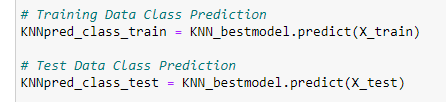 # Training Data Class Prediction
KNNpred_class_train = KNN_bestmodel.predict(X_train)
# Test Data Class Prediction
KNNpred_class_test = KNN_bestmodel.predict(X_test)